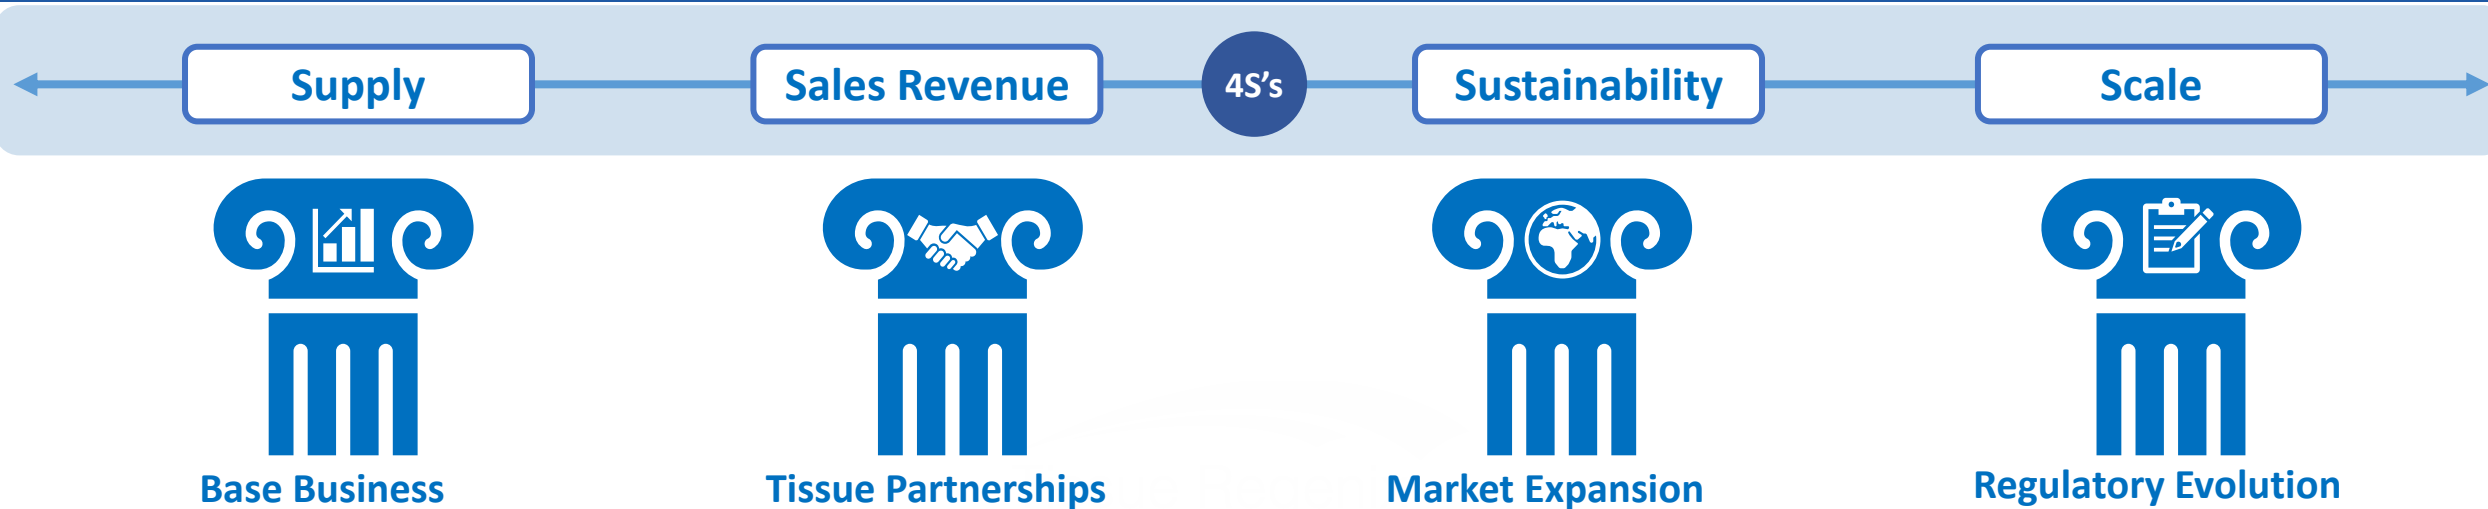 Supply
Sales Revenue
4S's
Sustainability
Scale
Base Business
Tissue Partnerships
Market Expansion
Regulatory Evolution